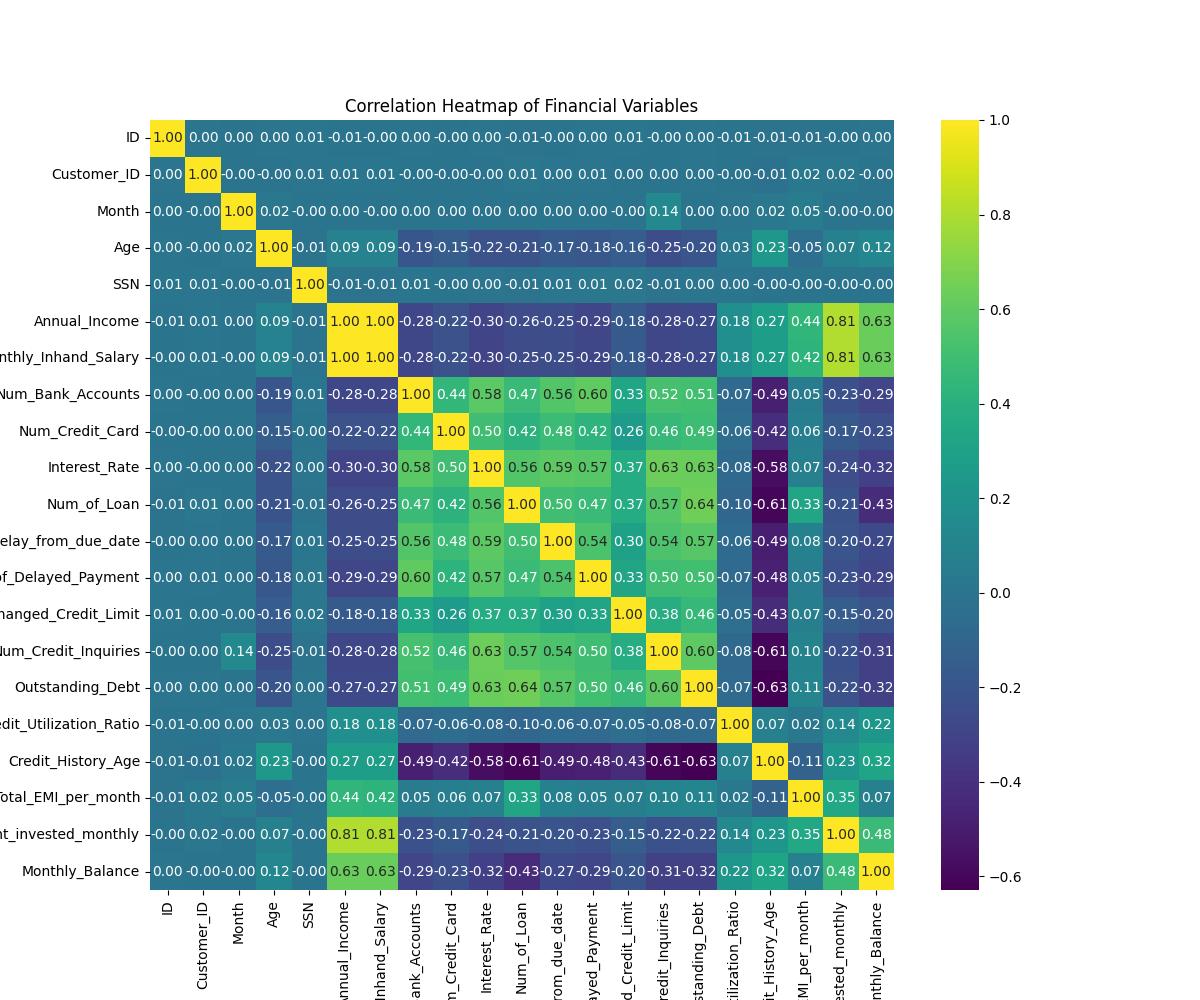 Correlation Heatmap of Financial Variables
ID 1.00 0.00 0.00 0.00 0.01 -0.01 -0.00 0.00 -0.00 0.00 -0.01 -0.00 0.00 0.01 -0.00 0.00 -0.01 -0.01 -0.01 -0.00 0.00
Customer_ID 0.00 1.00 -0.00 -0.00 0.01 0.01 0.01 -0.00 -0.00 -0.00 0.01 0.00 0.01 0.00 0.00 0.00 -0.00 -0.01 0.02 0.02 -0.00
Month 0.00 -0.00 1.00 0.02 -0.00 0.00 -0.00 0.00 0.00 0.00 0.00 0.00 0.00 -0.00 0.14 0.00 0.00 0.02 0.05 -0.00 -0.00
Age 0.00 -0.00 0.02 1.00 -0.01 0.09 0.09 -0.19 -0.15 -0.22 -0.21 -0.17 -0.18 -0.16 -0.25 -0.20 0.03 0.23 -0.05 0.07 0.12
SSN 0.01 0.01 -0.00 -0.01 1.00 -0.01 -0.01 0.01 -0.00 0.00 -0.01 0.01 0.01 0.02 -0.01 0.00 0.00 -0.00 -0.00 -0.00 -0.00
Annual_Income -0.01 0.01 0.00 0.09 -0.01 1.00 1.00 -0.28 -0.22 -0.30 -0.26 -0.25 -0.29 -0.18 -0.28 -0.27 0.18 0.27 0.44 0.81 0.63
nthly_Inhand_Salary -0.00 0.01 -0.00 0.09 -0.01 1.00 1.00 -0.28 -0.22 -0.30 -0.25 -0.25 -0.29 -0.18 -0.28 -0.27 0.18 0.27 0.42 0.81 0.63
Num_Bank_Accounts 0.00 -0.00 0.00 -0.19 0.01 -0.28 -0.28 1.00 0.44 0.58 0.47 0.56 0.60 0.33 0.52 0.51 -0.07 -0.49 0.05 -0.23 -0.29
Num_Credit_Card -0.00 -0.00 0.00 -0.15 -0.00 -0.22 -0.22 0.44 1.00 0.50 0.42 0.48 0.42 0.26 0.46 0.49 -0.06 -0.42 0.06 -0.17 -0.23
Interest_Rate 0.00 -0.00 0.00 -0.22 0.00 -0.30 -0.30 0.58 0.50 1.00 0.56 0.59 0.57 0.37 0.63 0.63 -0.08 -0.58 0.07 -0.24 -0.32
Num_of_Loan -0.01 0.01 0.00 -0.21 -0.01 -0.26 -0.25 0.47 0.42 0.56 1.00 0.50 0.47 0.37 0.57 0.64 -0.10 -0.61 0.33 -0.21 -0.43
elay_from_due_date -0.00 0.00 0.00 -0.17 0.01 -0.25 -0.25 0.56 0.48 0.59 0.50 1.00 0.54 0.30 0.54 0.57 -0.06 -0.49 0.08 -0.20 -0.27
of_Delayed_Payment 0.00 0.01 0.00 -0.18 0.01 -0.29 -0.29 0.60 0.42 0.57 0.47 0.54 1.00 0.33 0.50 0.50 -0.07 -0.48 0.05 -0.23 -0.29
hanged_Credit_Limit 0.01 0.00 -0.00 -0.16 0.02 -0.18 -0.18 0.33 0.26 0.37 0.37 0.30 0.33 1.00 0.38 0.46 -0.05 -0.43 0.07 -0.15 -0.20
Num_Credit_Inquiries -0.00 0.00 0.14 -0.25 -0.01 -0.28 -0.28 0.52 0.46 0.63 0.57 0.54 0.50 0.38 1.00 0.60 -0.08 -0.61 0.10 -0.22 -0.31
Outstanding_Debt 0.00 0.00 0.00 -0.20 0.00 -0.27 -0.27 0.51 0.49 0.63 0.64 0.57 0.50 0.46 0.60 1.00 -0.07 -0.63 0.11 -0.22 -0.32
edit_Utilization_Ratio -0.01 -0.00 0.00 0.03 0.00 0.18 0.18 -0.07 -0.06 -0.08 -0.10 -0.06 -0.07 -0.05 -0.08 -0.07 1.00 0.07 0.02 0.14 0.22
Credit_History_Age -0.01 -0.01 0.02 0.23 -0.00 0.27 0.27 -0.49 -0.42 -0.58 -0.61 -0.49 -0.48 -0.43 -0.61 -0.63 0.07 1.00 -0.11 0.23 0.32
Total_EMI_per_month -0.01 0.02 0.05 -0.05 -0.00 0.44 0.42 0.05 0.06 0.07 0.33 0.08 0.05 0.07 0.10 0.11 0.02 -0.11 1.00 0.35 0.07
nt_invested_monthly -0.00 0.02 -0.00 0.07 -0.00 0.81 0.81 -0.23 -0.17 -0.24 -0.21 -0.20 -0.23 -0.15 -0.22 -0.22 0.14 0.23 0.35 1.00 0.48
Monthly_Balance 0.00 -0.00 -0.00 0.12 -0.00 0.63 0.63 -0.29 -0.23 -0.32 -0.43 -0.27 -0.29 -0.20 -0.31 -0.32 0.22 0.32 0.07 0.48 1.00
ID
Customer_ID
Month
Age
SSN
Annual_Income
Inhand_Salary
ank_Accounts
m_Credit_Card
Interest_Rate
Num_of_Loan
rom_due_date
ayed_Payment
d_Credit_Limit
redit_Inquiries
standing_Debt
tilization_Ratio
it_History_Age
EMI_per_month
ested_monthly
nthly_Balance
1.0
0.8
0.6
0.4
0.2
0.0
−0.2
−0.4
−0.6